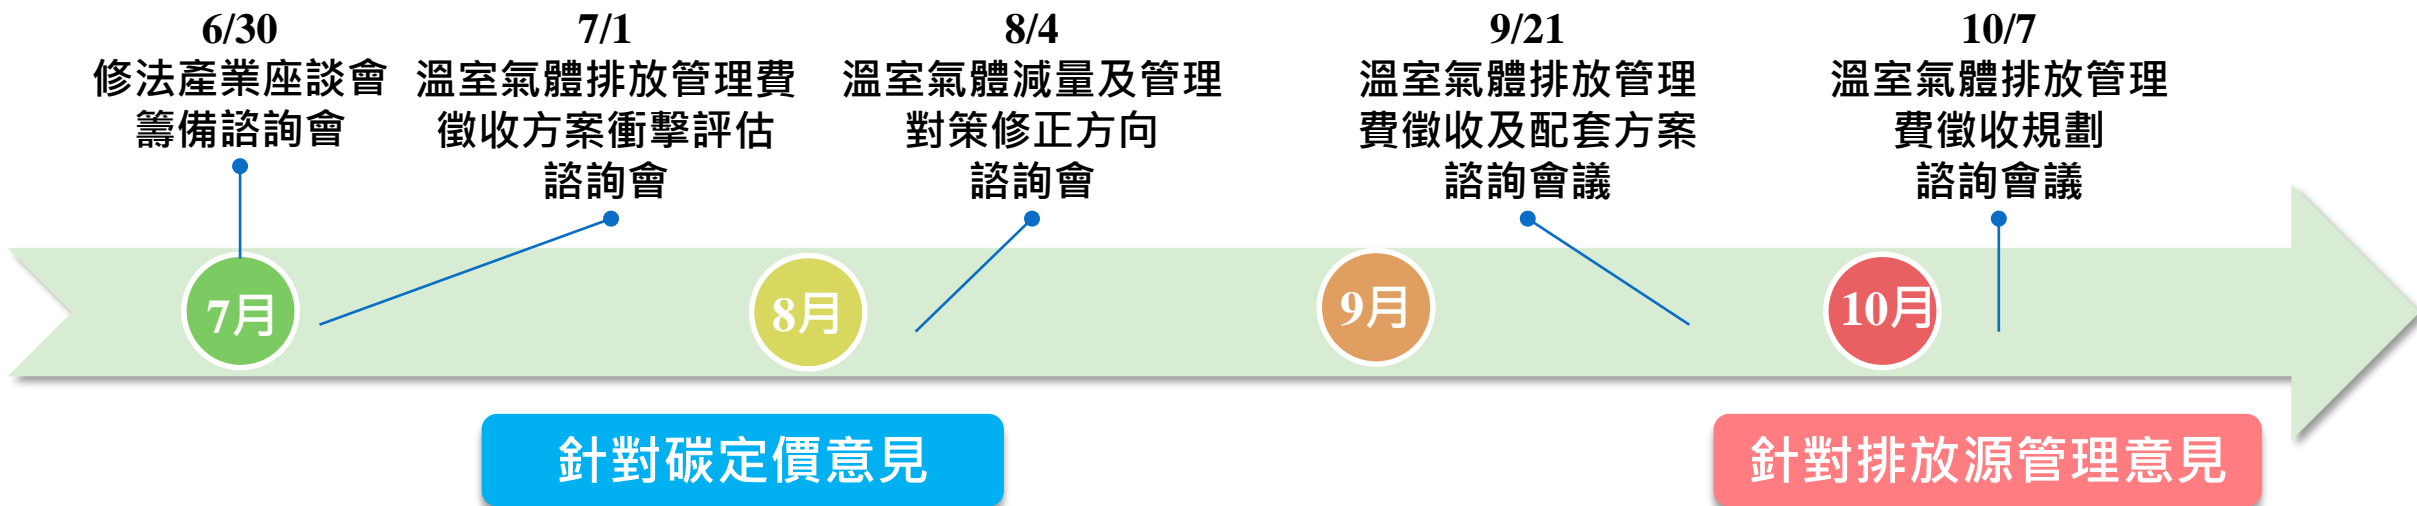 6/30
修法產業座談會
籌備諮詢會
7/1
溫室氣體排放管理費
徵收方案衝擊評估
諮詢會
8/4
溫室氣體減量及管理
對策修正方向
諮詢會
9/21
溫室氣體排放管理
費徵收及配套方案
諮詢會議
10/7
溫室氣體排放管理
費徵收規劃
諮詢會議
7月
8月
9月
10月
針對碳定價意見
針對排放源管理意見